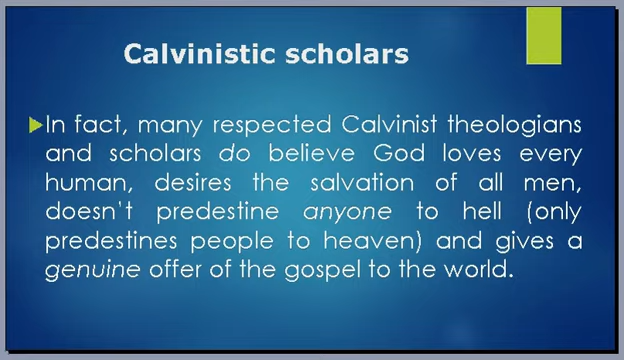 Calvinistic scholars
In fact, many respected Calvinist theologians
and scholars do believe God loves every
human, desires the salvation of all men,
doesn't predestine anyone to hell (only
predestines people to heaven) and gives a
genuine offer of the gospel to the world.